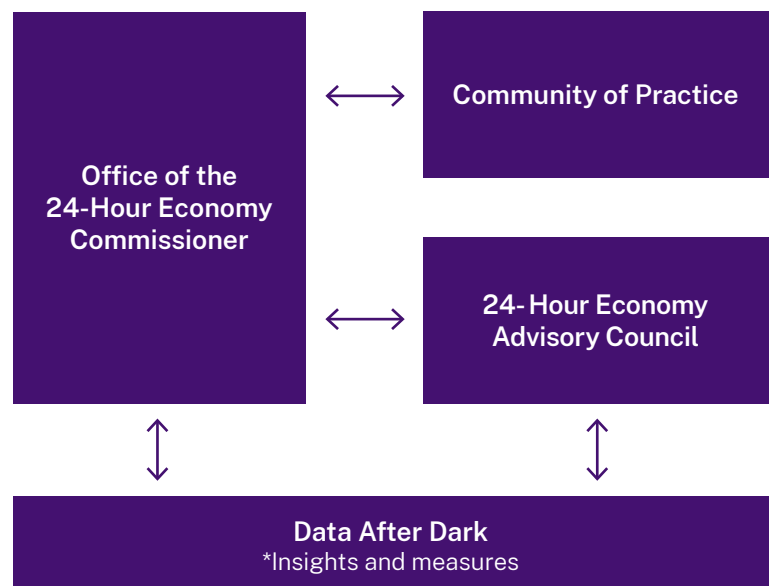 Office of the
24-Hour Economy
Commissioner
Community of Practice
24-Hour Economy
Advisory Council
Data After Dark
*Insights and measures